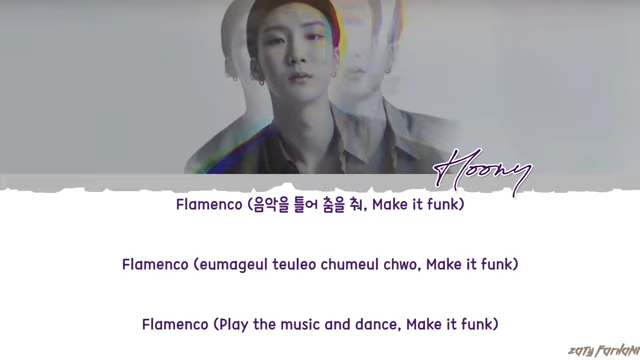 Hoony
Flamenco (음악을 틀어 춤을 춰, Make it funk)
Flamenco (eumageul teuleo chumeul chwo, Make it funk)
Flamenco (Play the music and dance, Make it funk)
zaty farhani